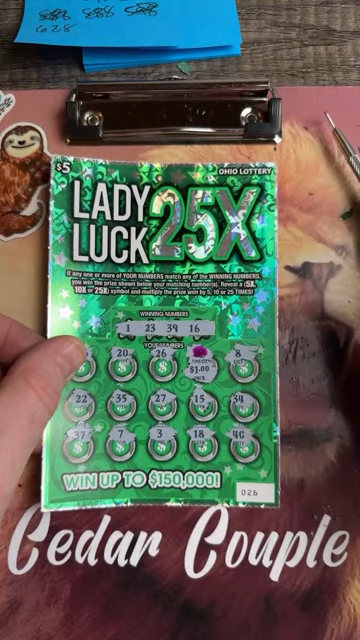 628
$5
OHIO LOTTERY
LADY
LUCK
25X
If any one or more of YOUR NUMBERS match any of the WINNING NUMBERS,
you win the prize shown below your matching number(s). Reveal a (5X,
10X or 25X) symbol and multiply the prize won by 5, 10 or 25 TIMES!
WINNING NUMBERS
1 23 39 16
YOUR NUMBERS
20 26 8
$1.00
22 35 27 15 34
37 7 3 18 40
WIN UP TO $150,000!
026
Cedar Couple